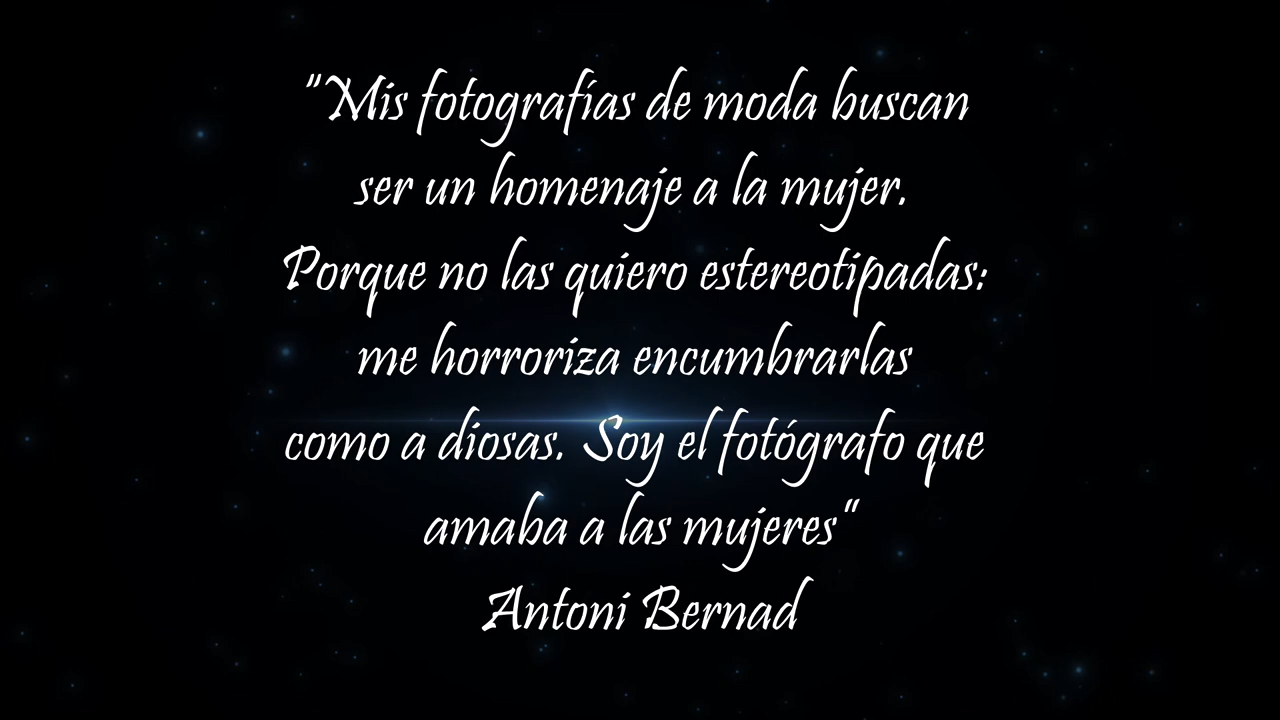 "Mis fotografías de moda buscan
ser un homenaje a la mujer.
Porque no las quiero estereotipadas:
me horroriza encumbrarlas
como a diosas. Soy el fotógrafo que
amaba a las mujeres"
Antoni Bernad